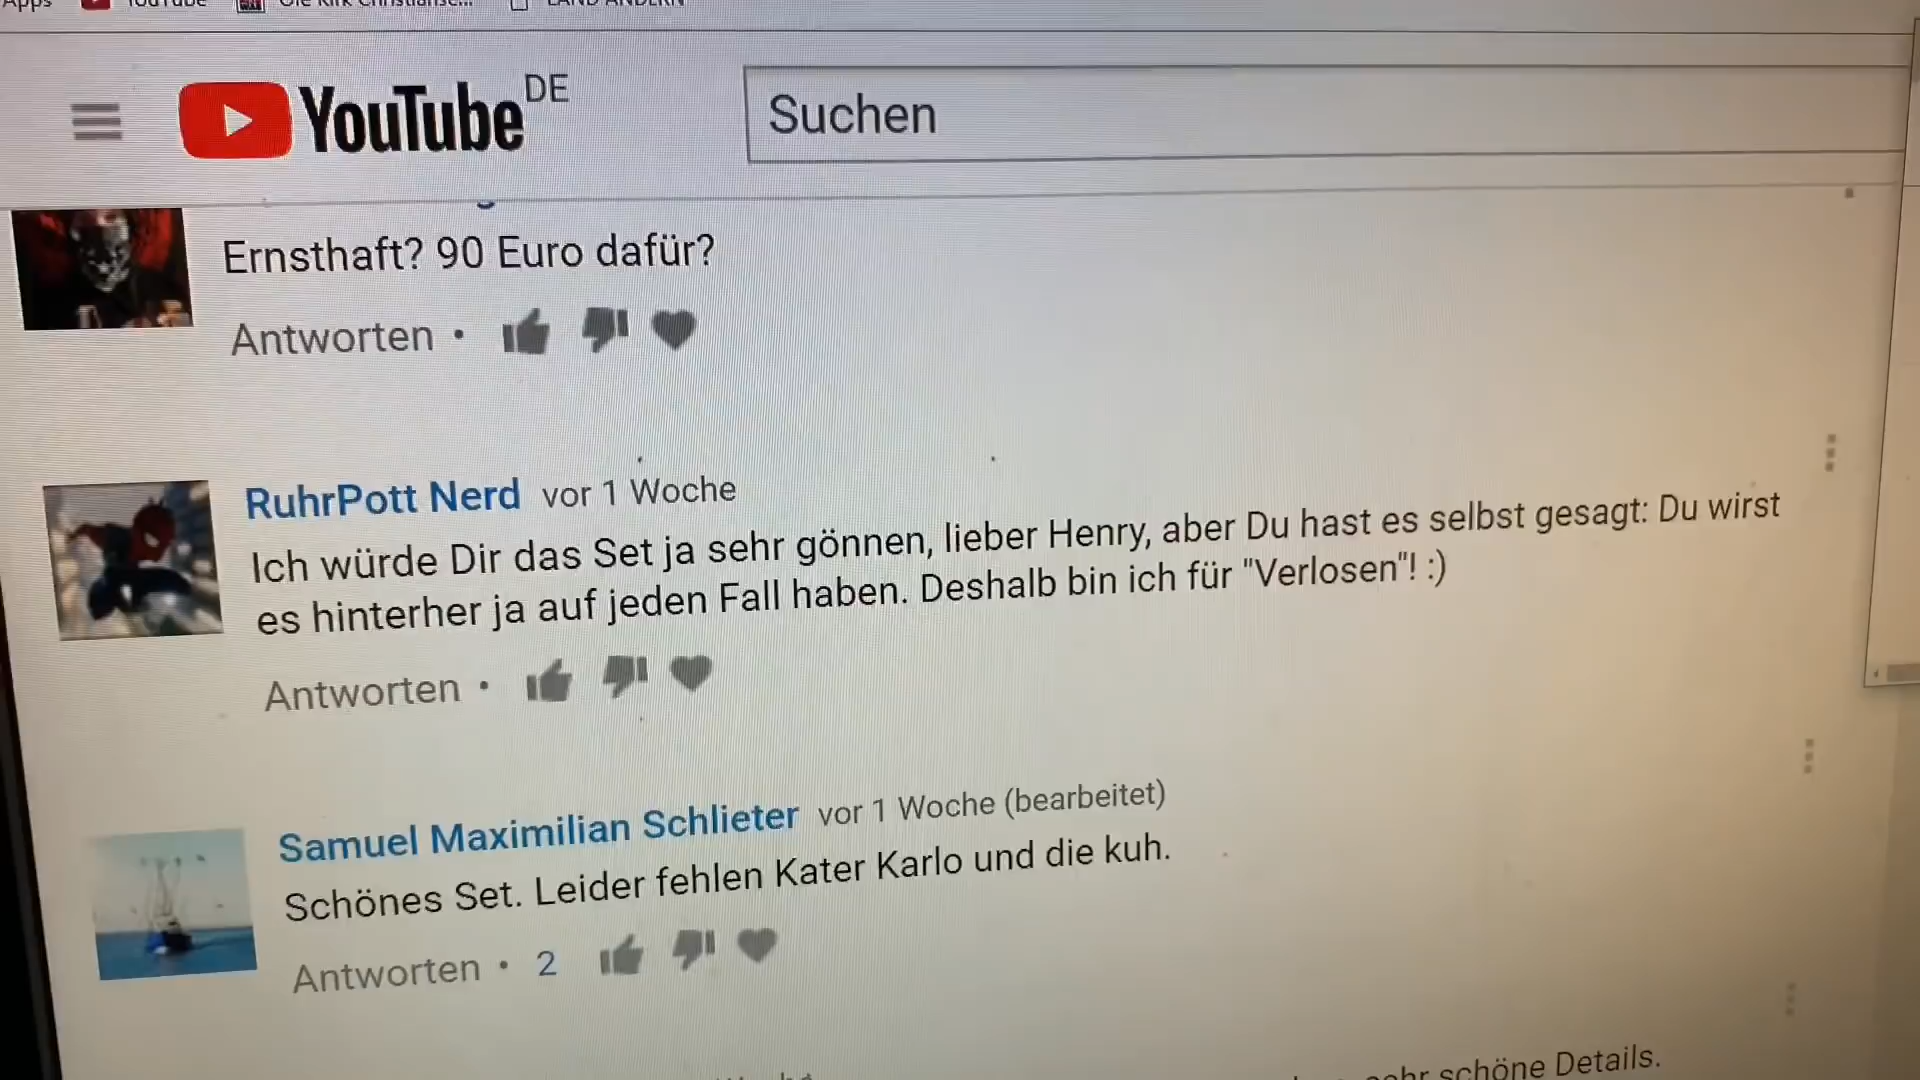 Apps YouTube Ole Kirk Christianse... LAND ÄNDERN
YouTube DE
Suchen
Ernsthaft? 90 Euro dafür?
Antworten •
RuhrPott Nerd vor 1 Woche
Ich würde Dir das Set ja sehr gönnen, lieber Henry, aber Du hast es selbst gesagt: Du wirst
es hinterher ja auf jeden Fall haben. Deshalb bin ich für "Verlosen"! :)
Antworten •
Samuel Maximilian Schlieter vor 1 Woche (bearbeitet)
Schönes Set. Leider fehlen Kater Karlo und die kuh.
Antworten • 2
sehr schöne Details.